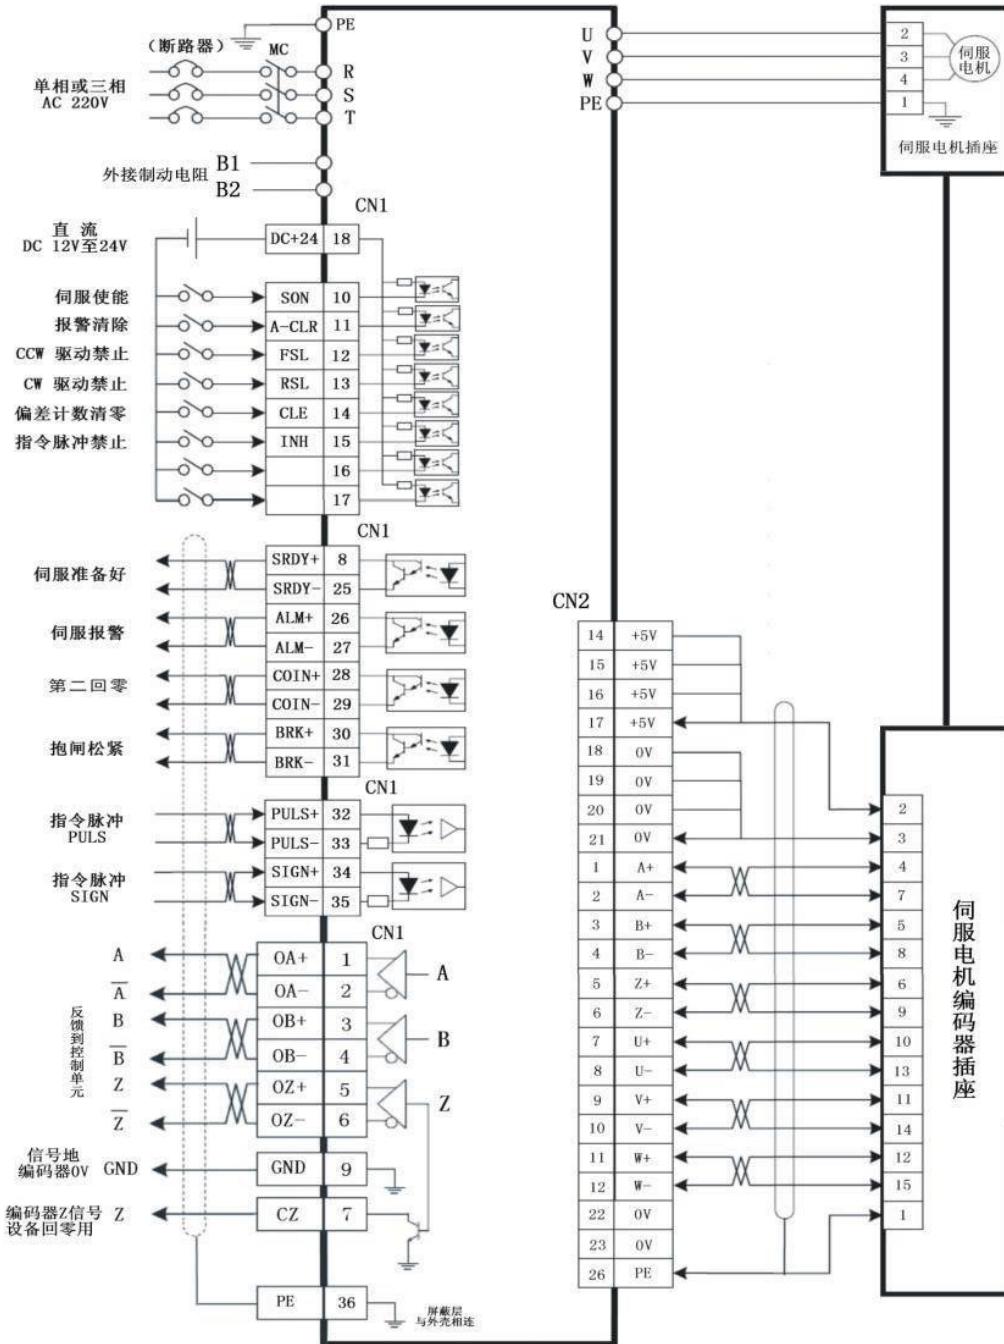 PE
（断路器） MC
单相或三相
AC 220V
R
S
T
外接制动电阻
B1
B2
CN1
直 流
DC 12V至24V
DC+24 18
伺服使能 SON 10
报警清除 A-CLR 11
CCW 驱动禁止 FSL 12
CW 驱动禁止 RSL 13
偏差计数清零 CLE 14
指令脉冲禁止 INH 15
16
17
CN1
伺服准备好
SRDY+ 8
SRDY- 25
伺服报警
ALM+ 26
ALM- 27
第二回零
COIN+ 28
COIN- 29
抱闸松紧
BRK+ 30
BRK- 31
CN1
指令脉冲
PULS
PULS+ 32
PULS- 33
指令脉冲
SIGN
SIGN+ 34
SIGN- 35
CN1
反馈到控制单元
A OA+ 1
A̅ OA- 2
A
B OB+ 3
B̅ OB- 4
B
Z OZ+ 5
Z̅ OZ- 6
Z
信号地
编码器0V
GND GND 9
编码器Z信号
设备回零用
Z CZ 7
PE 36
屏蔽层
与外壳相连
U
V
W
PE
2
3
4
1
伺服
电机
伺服电机插座
CN2
14 +5V
15 +5V
16 +5V
17 +5V
18 0V
19 0V
20 0V
21 0V
1 A+
2 A-
3 B+
4 B-
5 Z+
6 Z-
7 U+
8 U-
9 V+
10 V-
11 W+
12 W-
22 0V
23 0V
26 PE
2
3
4
7
5
8
6
9
10
13
11
14
12
15
1
伺服电机编码器插座